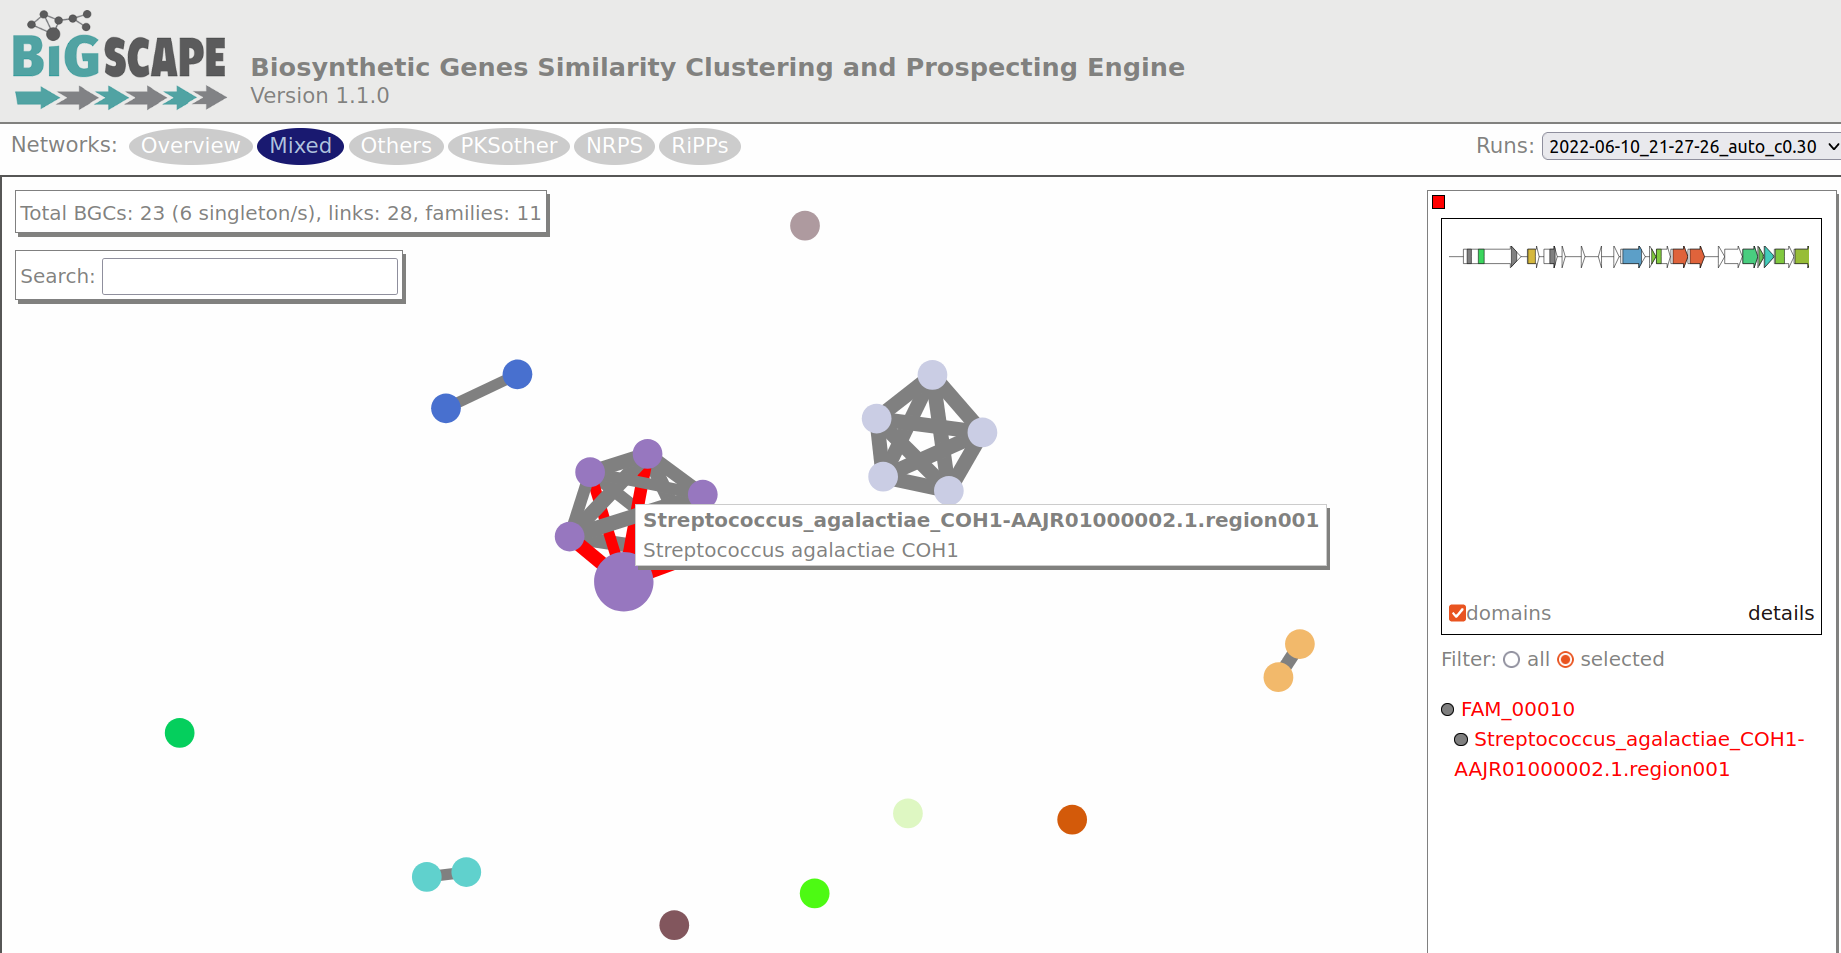 BiG SCAPE
Biosynthetic Genes Similarity Clustering and Prospecting Engine
Version 1.1.0
Networks: Overview Mixed Others PKSother NRPS RiPPs
Runs: 2022-06-10_21-27-26_auto_c0.30
Total BGCs: 23 (6 singleton/s), links: 28, families: 11
Search:
Streptococcus_agalactiae_COH1-AAJR01000002.1.region001
Streptococcus agalactiae COH1
domains
details
Filter: all selected
FAM_00010
Streptococcus_agalactiae_COH1-
AAJR01000002.1.region001